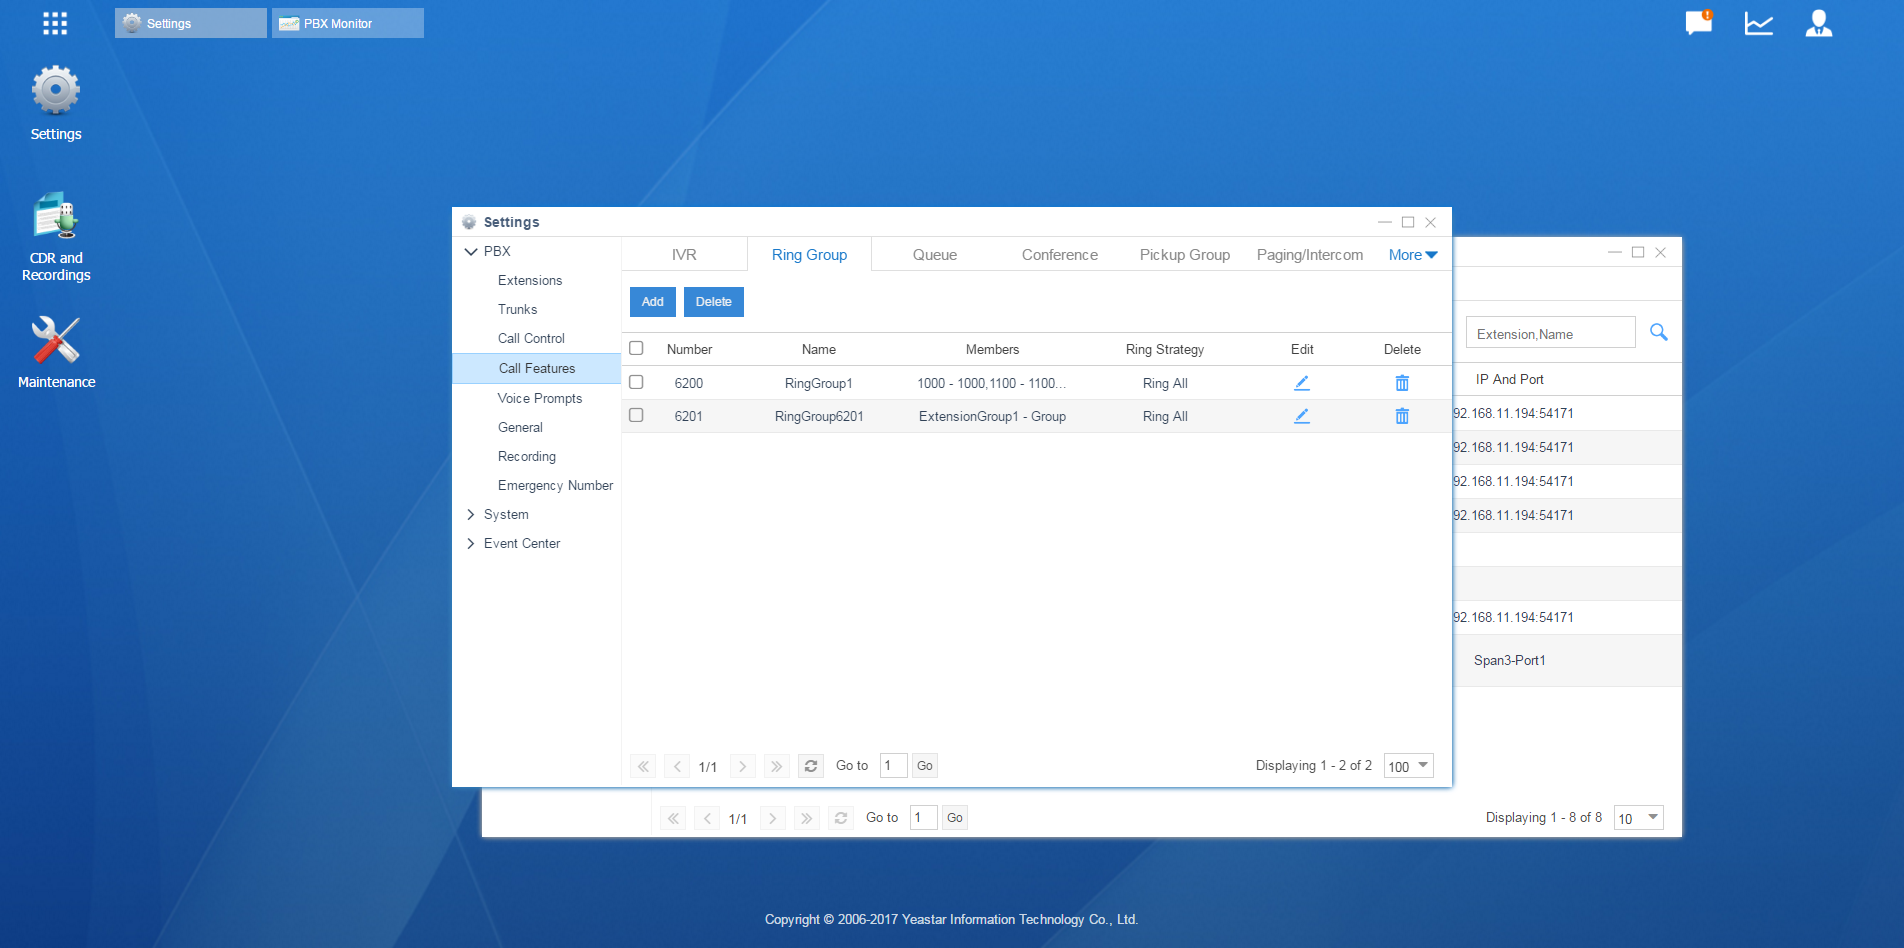 Settings
PBX Monitor
Settings
CDR and
Recordings
Maintenance
Settings
PBX
Extensions
Trunks
Call Control
Call Features
Voice Prompts
General
Recording
Emergency Number
System
Event Center
IVR Ring Group Queue Conference Pickup Group Paging/Intercom More
Add Delete
Number Name Members Ring Strategy Edit Delete
6200 RingGroup1 1000 - 1000,1100 - 1100... Ring All
6201 RingGroup6201 ExtensionGroup1 - Group Ring All
1/1 Go to 1 Go Displaying 1 - 2 of 2 100
Extension,Name
IP And Port
92.168.11.194:54171
92.168.11.194:54171
92.168.11.194:54171
92.168.11.194:54171
92.168.11.194:54171
Span3-Port1
1/1 Go to 1 Go Displaying 1 - 8 of 8 10
Copyright © 2006-2017 Yeastar Information Technology Co., Ltd.